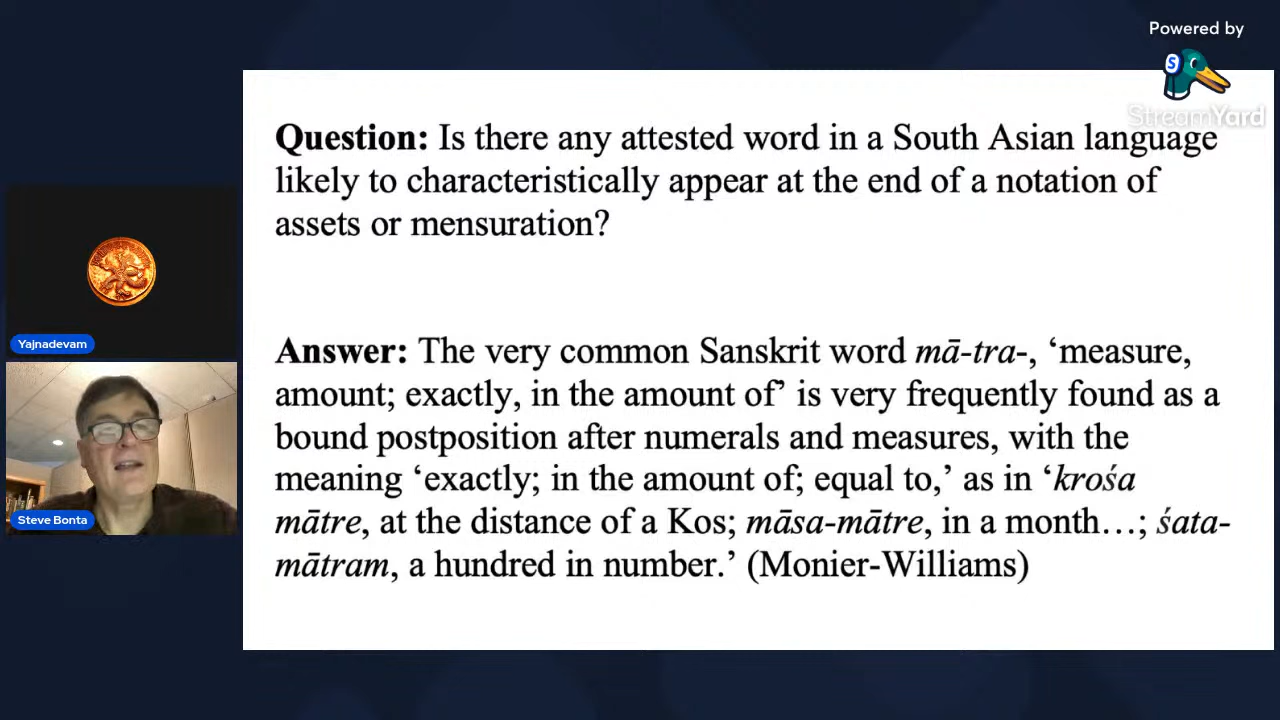 Powered by
StreamYard
Question: Is there any attested word in a South Asian language
likely to characteristically appear at the end of a notation of
assets or mensuration?
Answer: The very common Sanskrit word mā-tra-, ‘measure,
amount; exactly, in the amount of’ is very frequently found as a
bound postposition after numerals and measures, with the
meaning ‘exactly; in the amount of; equal to,’ as in ‘krośa
mātre, at the distance of a Kos; māsa-mātre, in a month…; śata-
mātram, a hundred in number.’ (Monier-Williams)
Yajnadevam
Steve Bonta